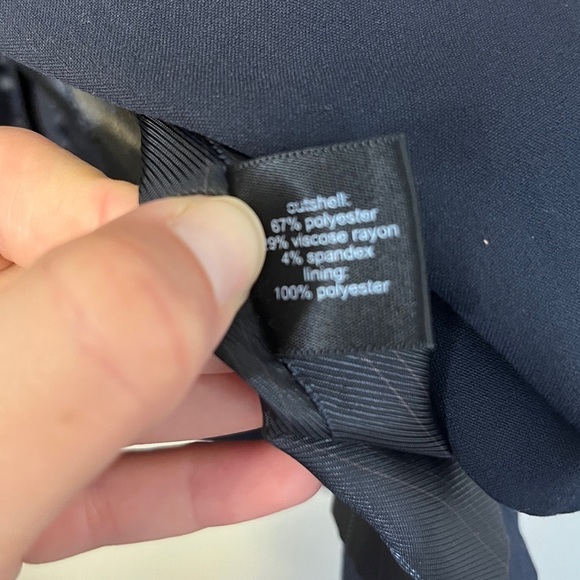 outshell:
67% polyester
9% viscose rayon
4% spandex
lining:
100% polyester